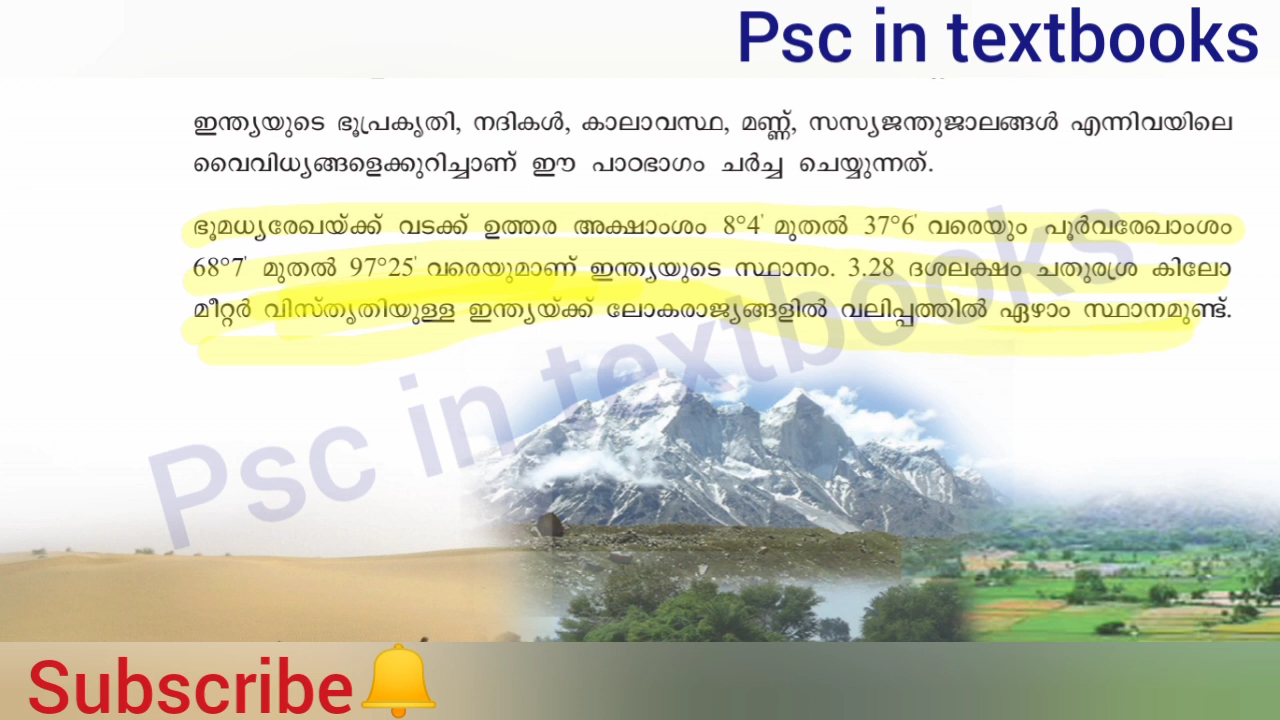 Psc in textbooks
ഇന്ത്യയുടെ ഭൂപ്രകൃതി, നദികൾ, കാലാവസ്ഥ, മണ്ണ്, സസ്യജന്തുജാലങ്ങൾ എന്നിവയിലെ
വൈവിധ്യങ്ങളെക്കുറിച്ചാണ് ഈ പാഠഭാഗം ചർച്ച ചെയ്യുന്നത്.
ഭൂമധ്യരേഖയ്ക്ക് വടക്ക് ഉത്തര അക്ഷാംശം 8°4' മുതൽ 37°6' വരെയും പൂർവരേഖാംശം
68°7' മുതൽ 97°25' വരെയുമാണ് ഇന്ത്യയുടെ സ്ഥാനം. 3.28 ദശലക്ഷം ചതുരശ്ര കിലോ
മീറ്റർ വിസ്തൃതിയുള്ള ഇന്ത്യയ്ക്ക് ലോകരാജ്യങ്ങളിൽ വലിപ്പത്തിൽ ഏഴാം സ്ഥാനമുണ്ട്.
Psc in textbooks
Subscribe